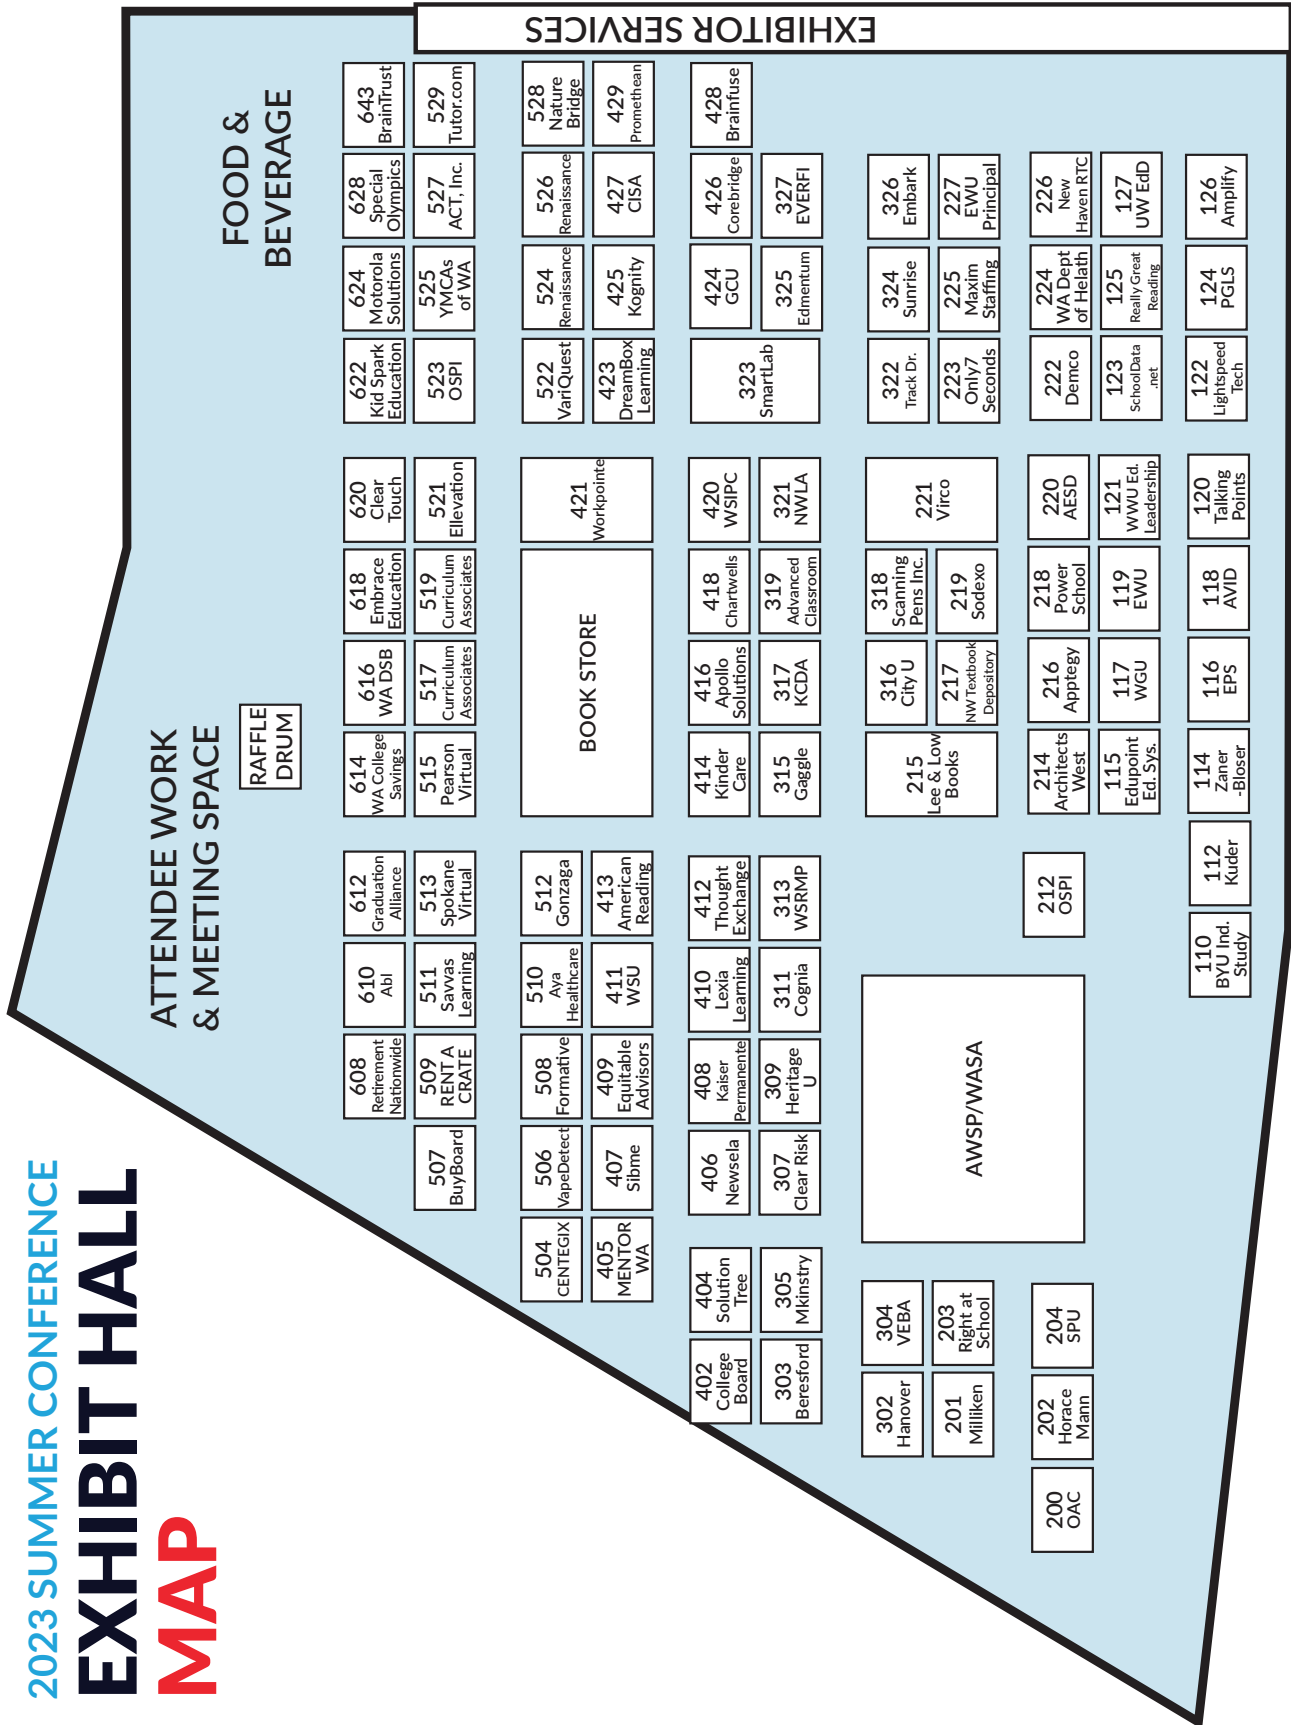 2023 SUMMER CONFERENCE
EXHIBIT HALL
MAP
ATTENDEE WORK
& MEETING SPACE
FOOD &
BEVERAGE
EXHIBITOR SERVICES
RAFFLE
DRUM
608
Retirement
Nationwide
610
Abl
612
Graduation
Alliance
614
WA College
Savings
616
WA DSB
618
Embrace
Education
620
Clear
Touch
622
Kid Spark
Education
624
Motorola
Solutions
628
Special
Olympics
643
BrainTrust
507
BuyBoard
509
RENT A
CRATE
511
Savvas
Learning
513
Spokane
Virtual
515
Pearson
Virtual
517
Curriculum
Associates
519
Curriculum
Associates
521
Ellevation
523
OSPI
525
YMCAs
of WA
527
ACT, Inc.
529
Tutor.com
504
CENTEGIX
506
VapeDetect
508
Formative
510
Aya
Healthcare
512
Gonzaga
BOOK STORE
421
Workpointe
522
VariQuest
524
Renaissance
526
Renaissance
528
Nature
Bridge
405
MENTOR
WA
407
Sibme
409
Equitable
Advisors
411
WSU
413
American
Reading
423
DreamBox
Learning
425
Kognity
427
CISA
429
Promethean
402
College
Board
404
Solution
Tree
406
Newsela
408
Kaiser
Permanente
410
Lexia
Learning
412
Thought
Exchange
414
Kinder
Care
416
Apollo
Solutions
418
Chartwells
420
WSIPC
323
SmartLab
424
GCU
426
Corebridge
428
Brainfuse
303
Beresford
305
Mkinstry
307
Clear Risk
309
Heritage
U
311
Cognia
313
WSRMP
315
Gaggle
317
KCDA
319
Advanced
Classroom
321
NWLA
325
Edmentum
327
EVERFI
302
Hanover
304
VEBA
AWSP/WASA
215
Lee & Low
Books
316
City U
318
Scanning
Pens Inc.
221
Virco
322
Track Dr.
324
Sunrise
326
Embark
201
Milliken
203
Right at
School
217
NW Textbook
Depository
219
Sodexo
223
Only7
Seconds
225
Maxim
Staffing
227
EWU
Principal
200
OAC
202
Horace
Mann
204
SPU
212
OSPI
214
Architects
West
216
Apptegy
218
Power
School
220
AESD
222
Demco
224
WA Dept
of Helath
226
New
Haven RTC
115
Edupoint
Ed. Sys.
117
WGU
119
EWU
121
WWU Ed.
Leadership
123
SchoolData
.net
125
Really Great
Reading
127
UW EdD
110
BYU Ind.
Study
112
Kuder
114
Zaner
-Bloser
116
EPS
118
AVID
120
Talking
Points
122
Lightspeed
Tech
124
PGLS
126
Amplify